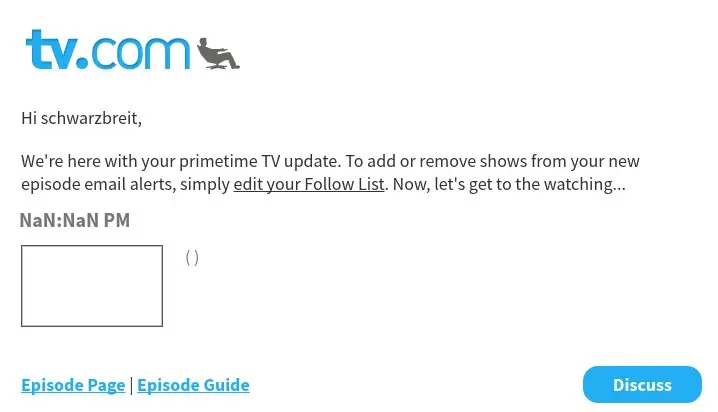 tv.com
Hi schwarzbreit,
We're here with your primetime TV update. To add or remove shows from your new
episode email alerts, simply edit your Follow List. Now, let's get to the watching...
NaN:NaN PM
( )
Episode Page | Episode Guide
Discuss